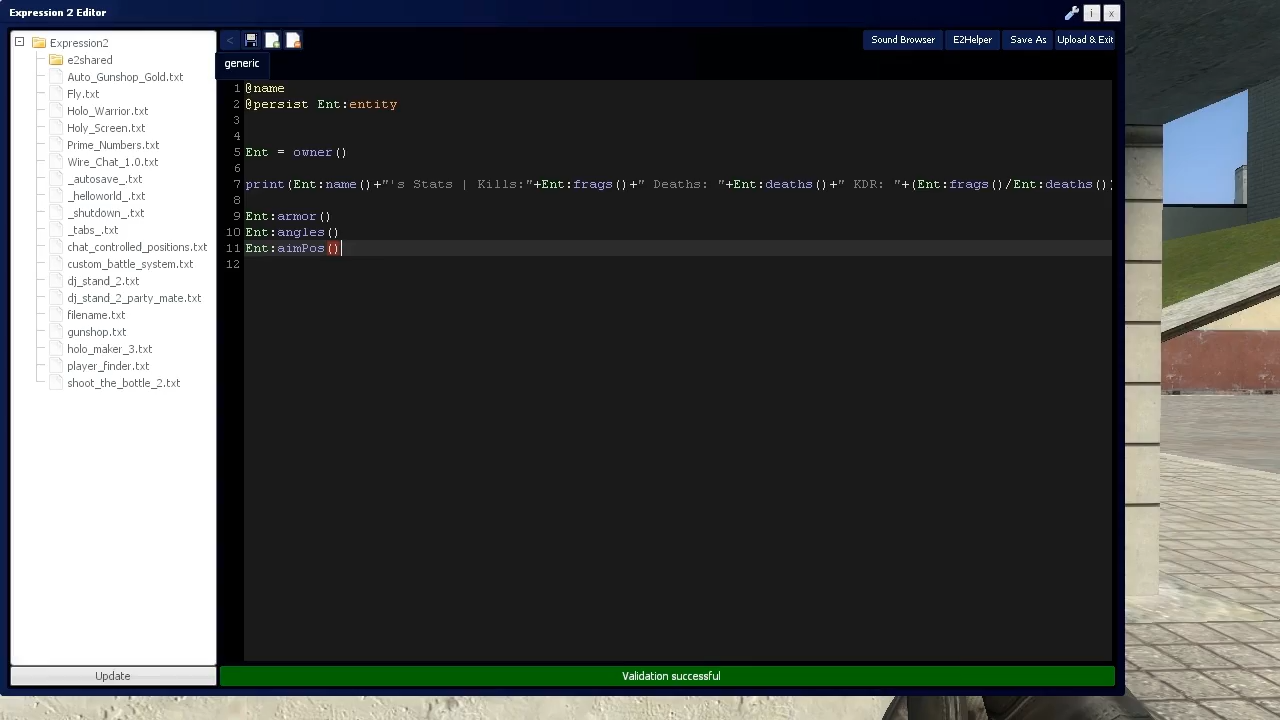 Expression 2 Editor
i
x
Expression2
e2shared
Auto_Gunshop_Gold.txt
Fly.txt
Holo_Warrior.txt
Holy_Screen.txt
Prime_Numbers.txt
Wire_Chat_1.0.txt
_autosave_.txt
_helloworld_.txt
_shutdown_.txt
_tabs_.txt
chat_controlled_positions.txt
custom_battle_system.txt
dj_stand_2.txt
dj_stand_2_party_mate.txt
filename.txt
gunshop.txt
holo_maker_3.txt
player_finder.txt
shoot_the_bottle_2.txt
Update
<
Sound Browser
E2Helper
Save As
Upload & Exit
generic
1 @name
2 @persist Ent:entity
3
4
5 Ent = owner()
6
7 print(Ent:name()+"'s Stats | Kills:"+Ent:frags()+" Deaths: "+Ent:deaths()+" KDR: "+(Ent:frags()/Ent:deaths()
8
9 Ent:armor()
10 Ent:angles()
11 Ent:aimPos()
12
Validation successful